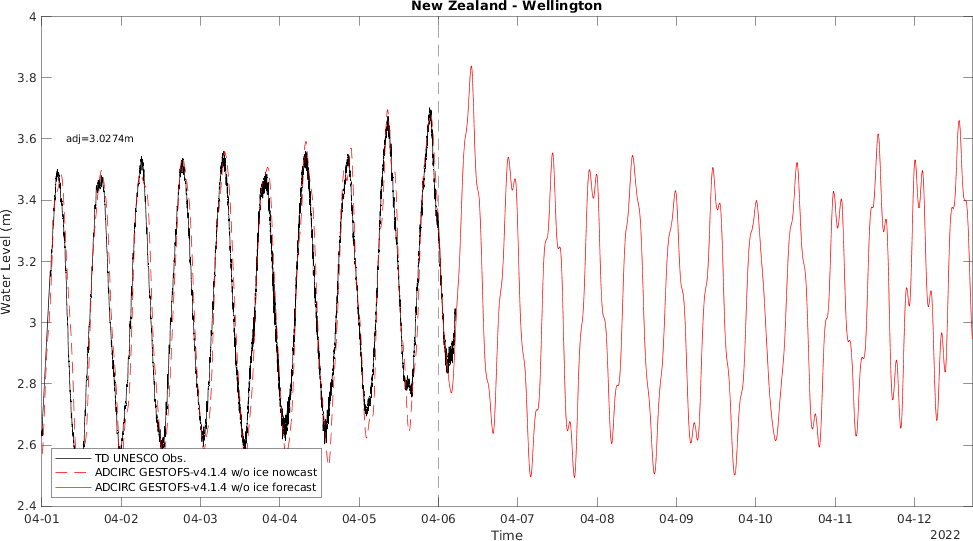 New Zealand - Wellington
4
3.8
3.6
3.4
3.2
3
2.8
2.6
2.4
Water Level (m)
adj=3.0274m
TD UNESCO Obs.
ADCIRC GESTOFS-v4.1.4 w/o ice nowcast
ADCIRC GESTOFS-v4.1.4 w/o ice forecast
04-01 04-02 04-03 04-04 04-05 04-06 04-07 04-08 04-09 04-10 04-11 04-12
Time
2022